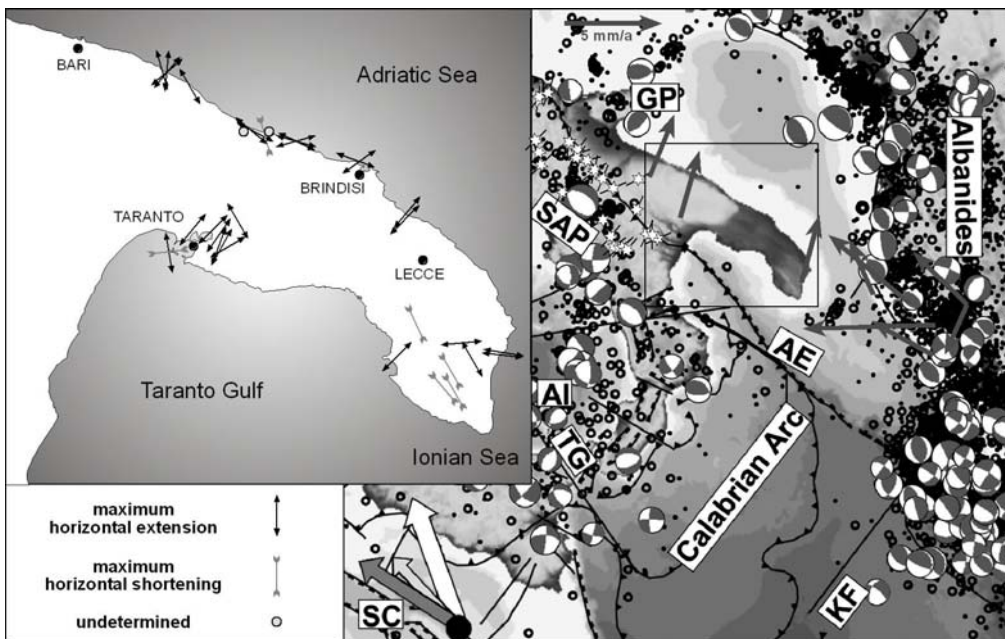 BARI
Adriatic Sea
BRINDISI
TARANTO
LECCE
Taranto Gulf
Ionian Sea
maximum
horizontal extension
maximum
horizontal shortening
undetermined
5 mm/a
GP
SAP
Albanides
AE
AI
TG
Calabrian Arc
SC
KF